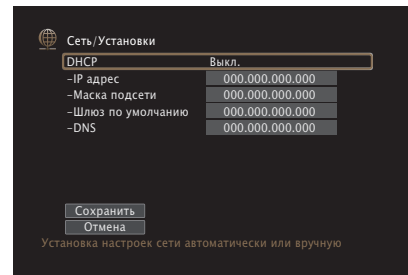 Сеть/Установки
DHCP Выкл.
–IP адрес 000.000.000.000
–Маска подсети 000.000.000.000
–Шлюз по умолчанию 000.000.000.000
–DNS 000.000.000.000
Сохранить
Отмена
Установка настроек сети автоматически или вручную